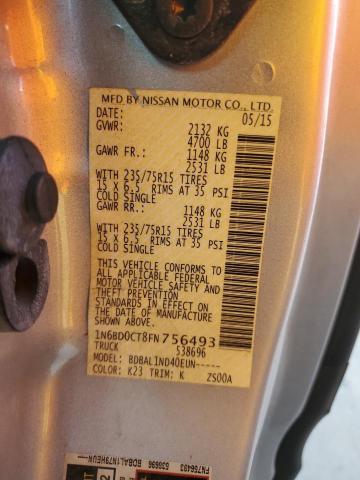 MFD BY NISSAN MOTOR CO., LTD.
DATE: 05/15
GVWR: 2132 KG
4700 LB
GAWR FR.: 1148 KG
2531 LB
WITH 235/75R15 TIRES
15 X 6.5 RIMS AT 35 PSI
COLD SINGLE
GAWR RR.: 1148 KG
2531 LB
WITH 235/75R15 TIRES
15 X 6.5 RIMS AT 35 PSI
COLD SINGLE
THIS VEHICLE CONFORMS TO
ALL APPLICABLE FEDERAL
MOTOR VEHICLE SAFETY AND
THEFT PREVENTION
STANDARDS IN EFFECT ON
THE DATE OF MANUFACTURE
SHOWN ABOVE.
1N6BD0CT8FN756493
TRUCK 538696
MODEL: BDBALIND40EUN-----
COLOR: K23 TRIM: K ZS00A
FN756493